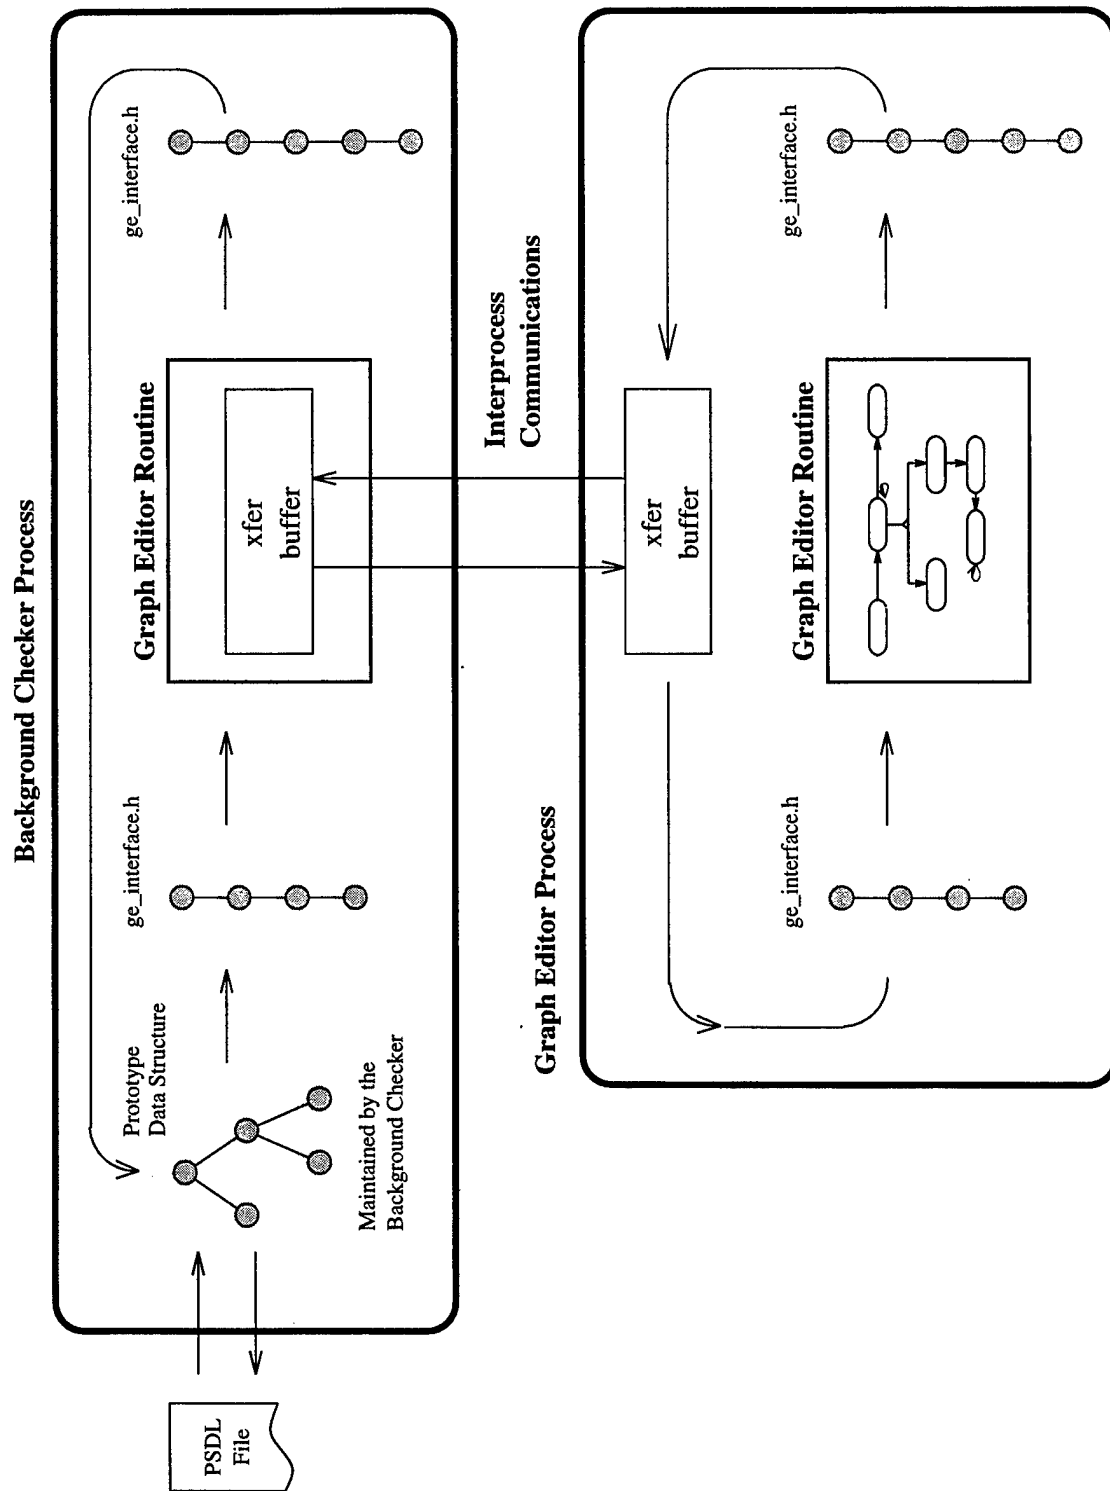 Background Checker Process
PSDL
File
Prototype
Data Structure
Maintained by the
Background Checker
ge_interface.h
Graph Editor Routine
xfer
buffer
ge_interface.h
Interprocess
Communications
Graph Editor Process
xfer
buffer
ge_interface.h
Graph Editor Routine
ge_interface.h